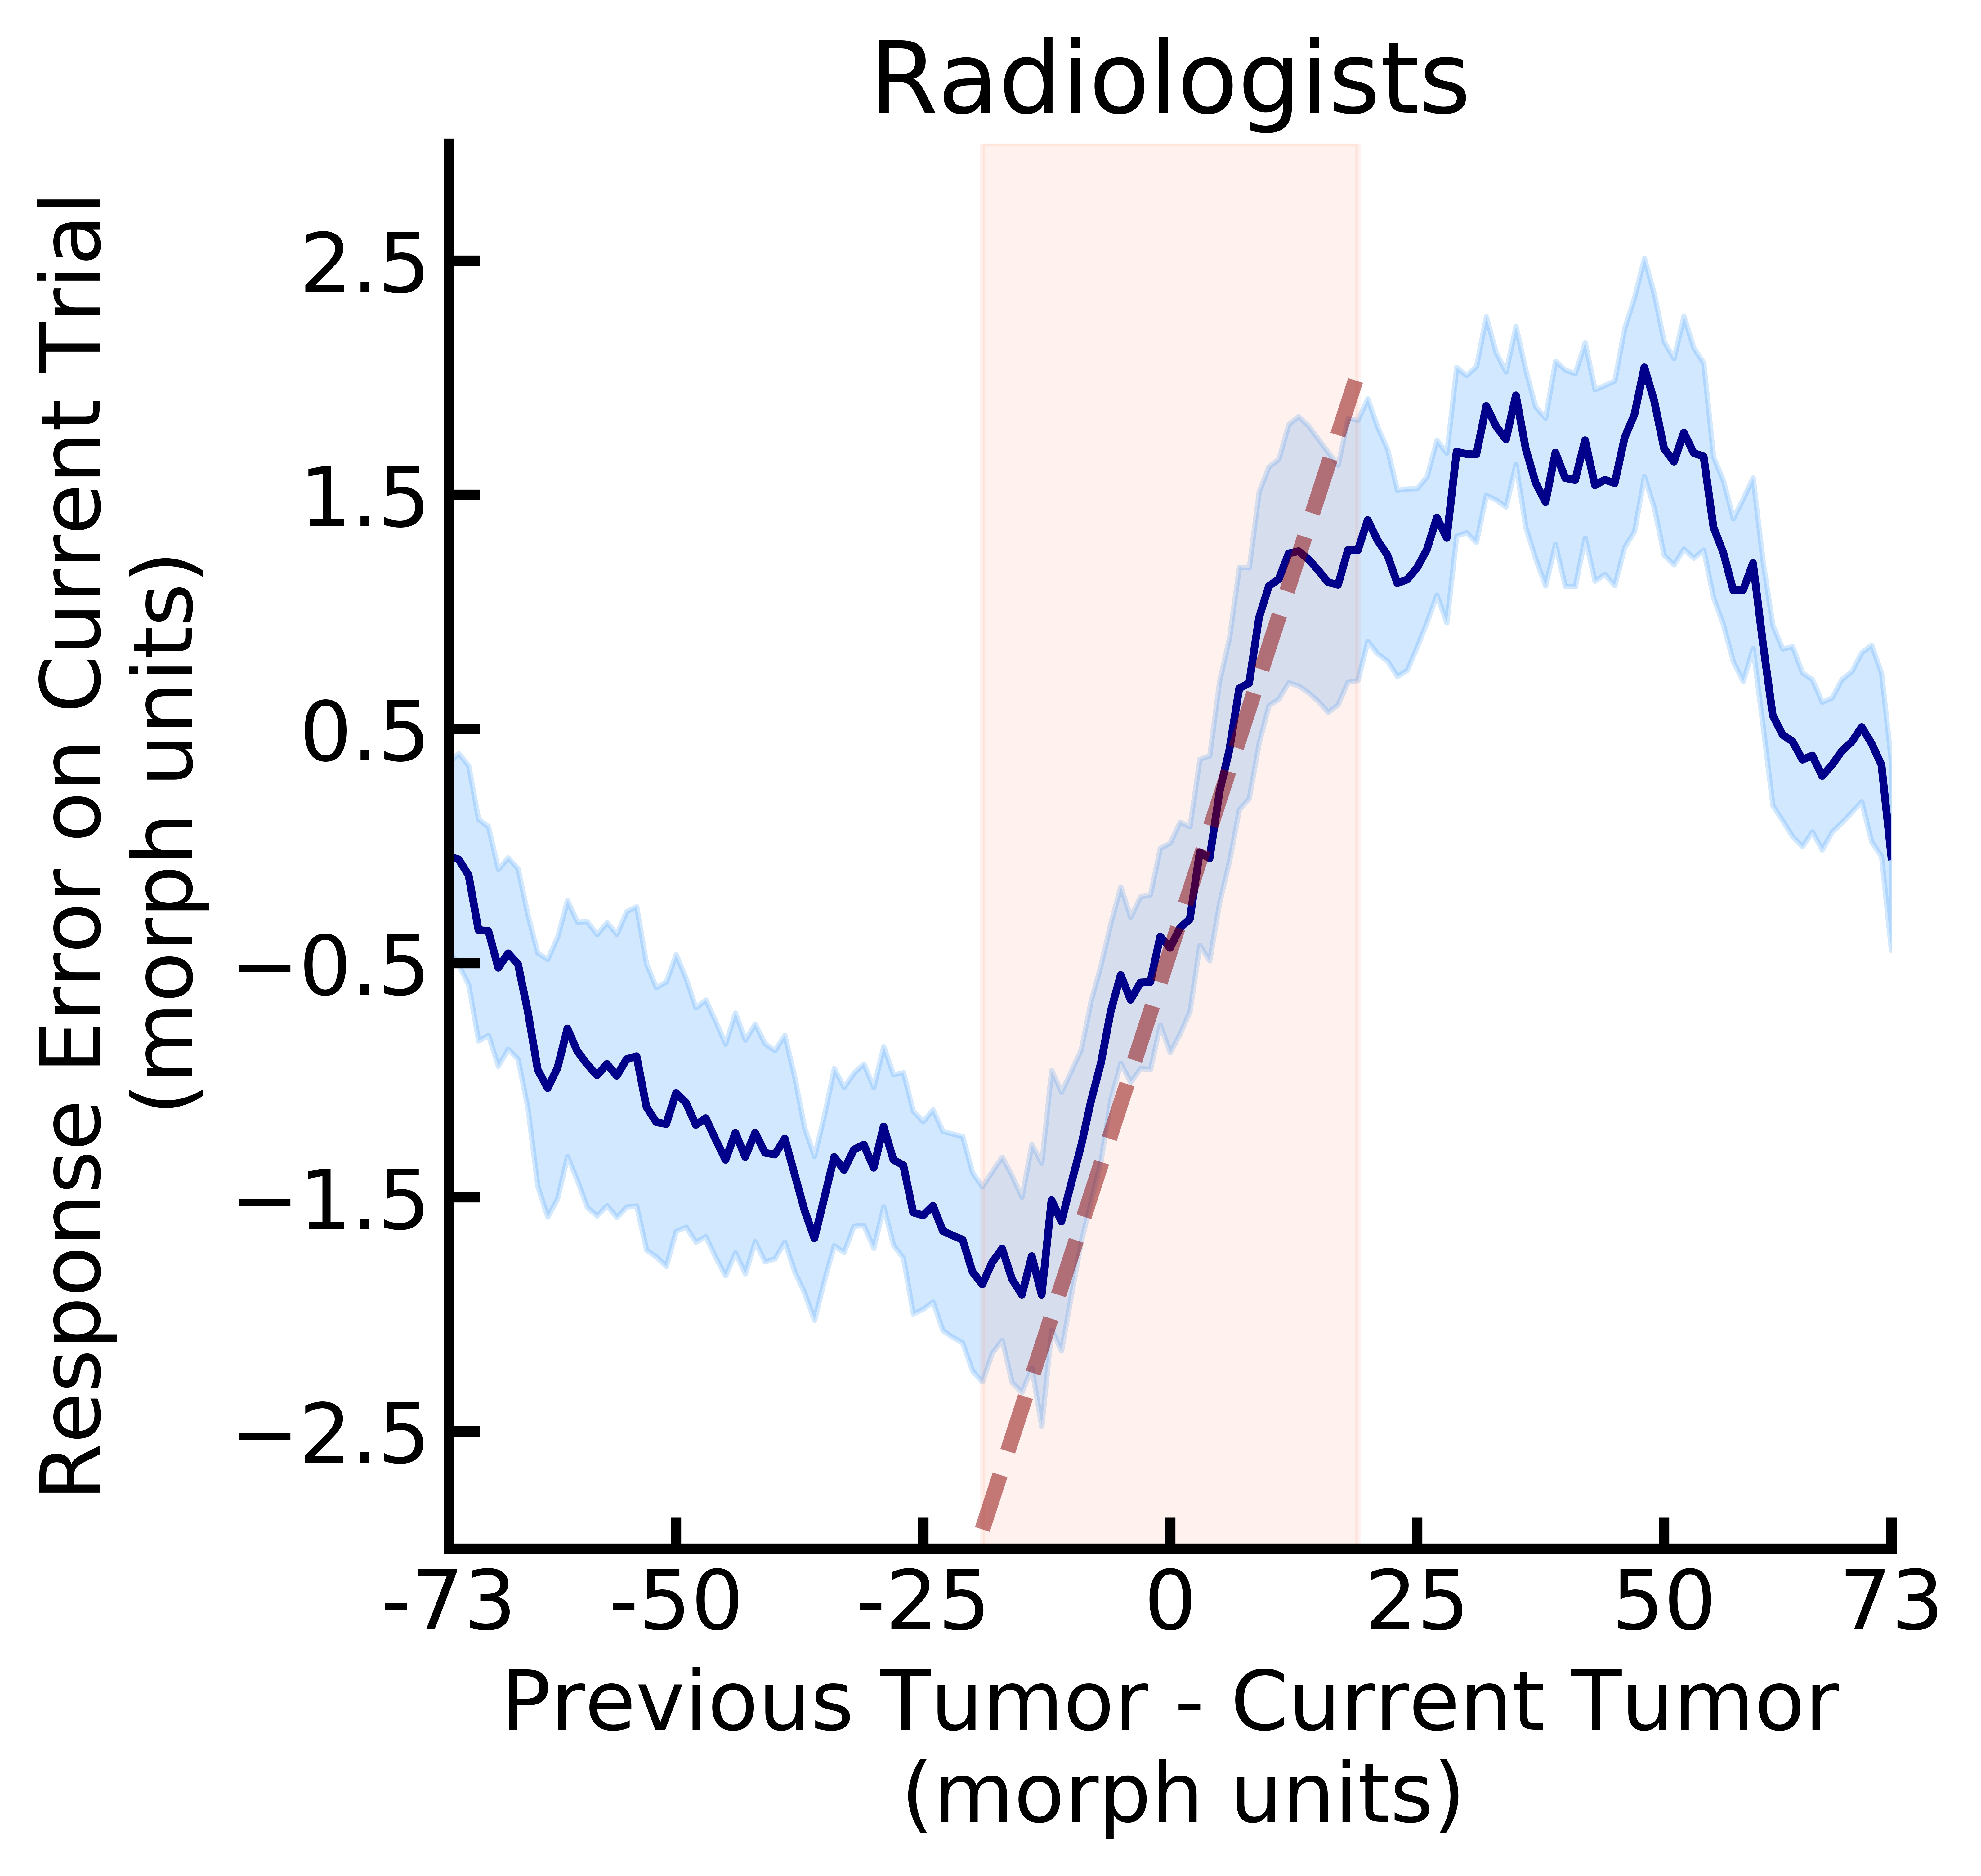 Radiologists
Response Error on Current Trial
(morph units)
2.5
1.5
0.5
−0.5
−1.5
−2.5
-73 -50 -25 0 25 50 73
Previous Tumor - Current Tumor
(morph units)